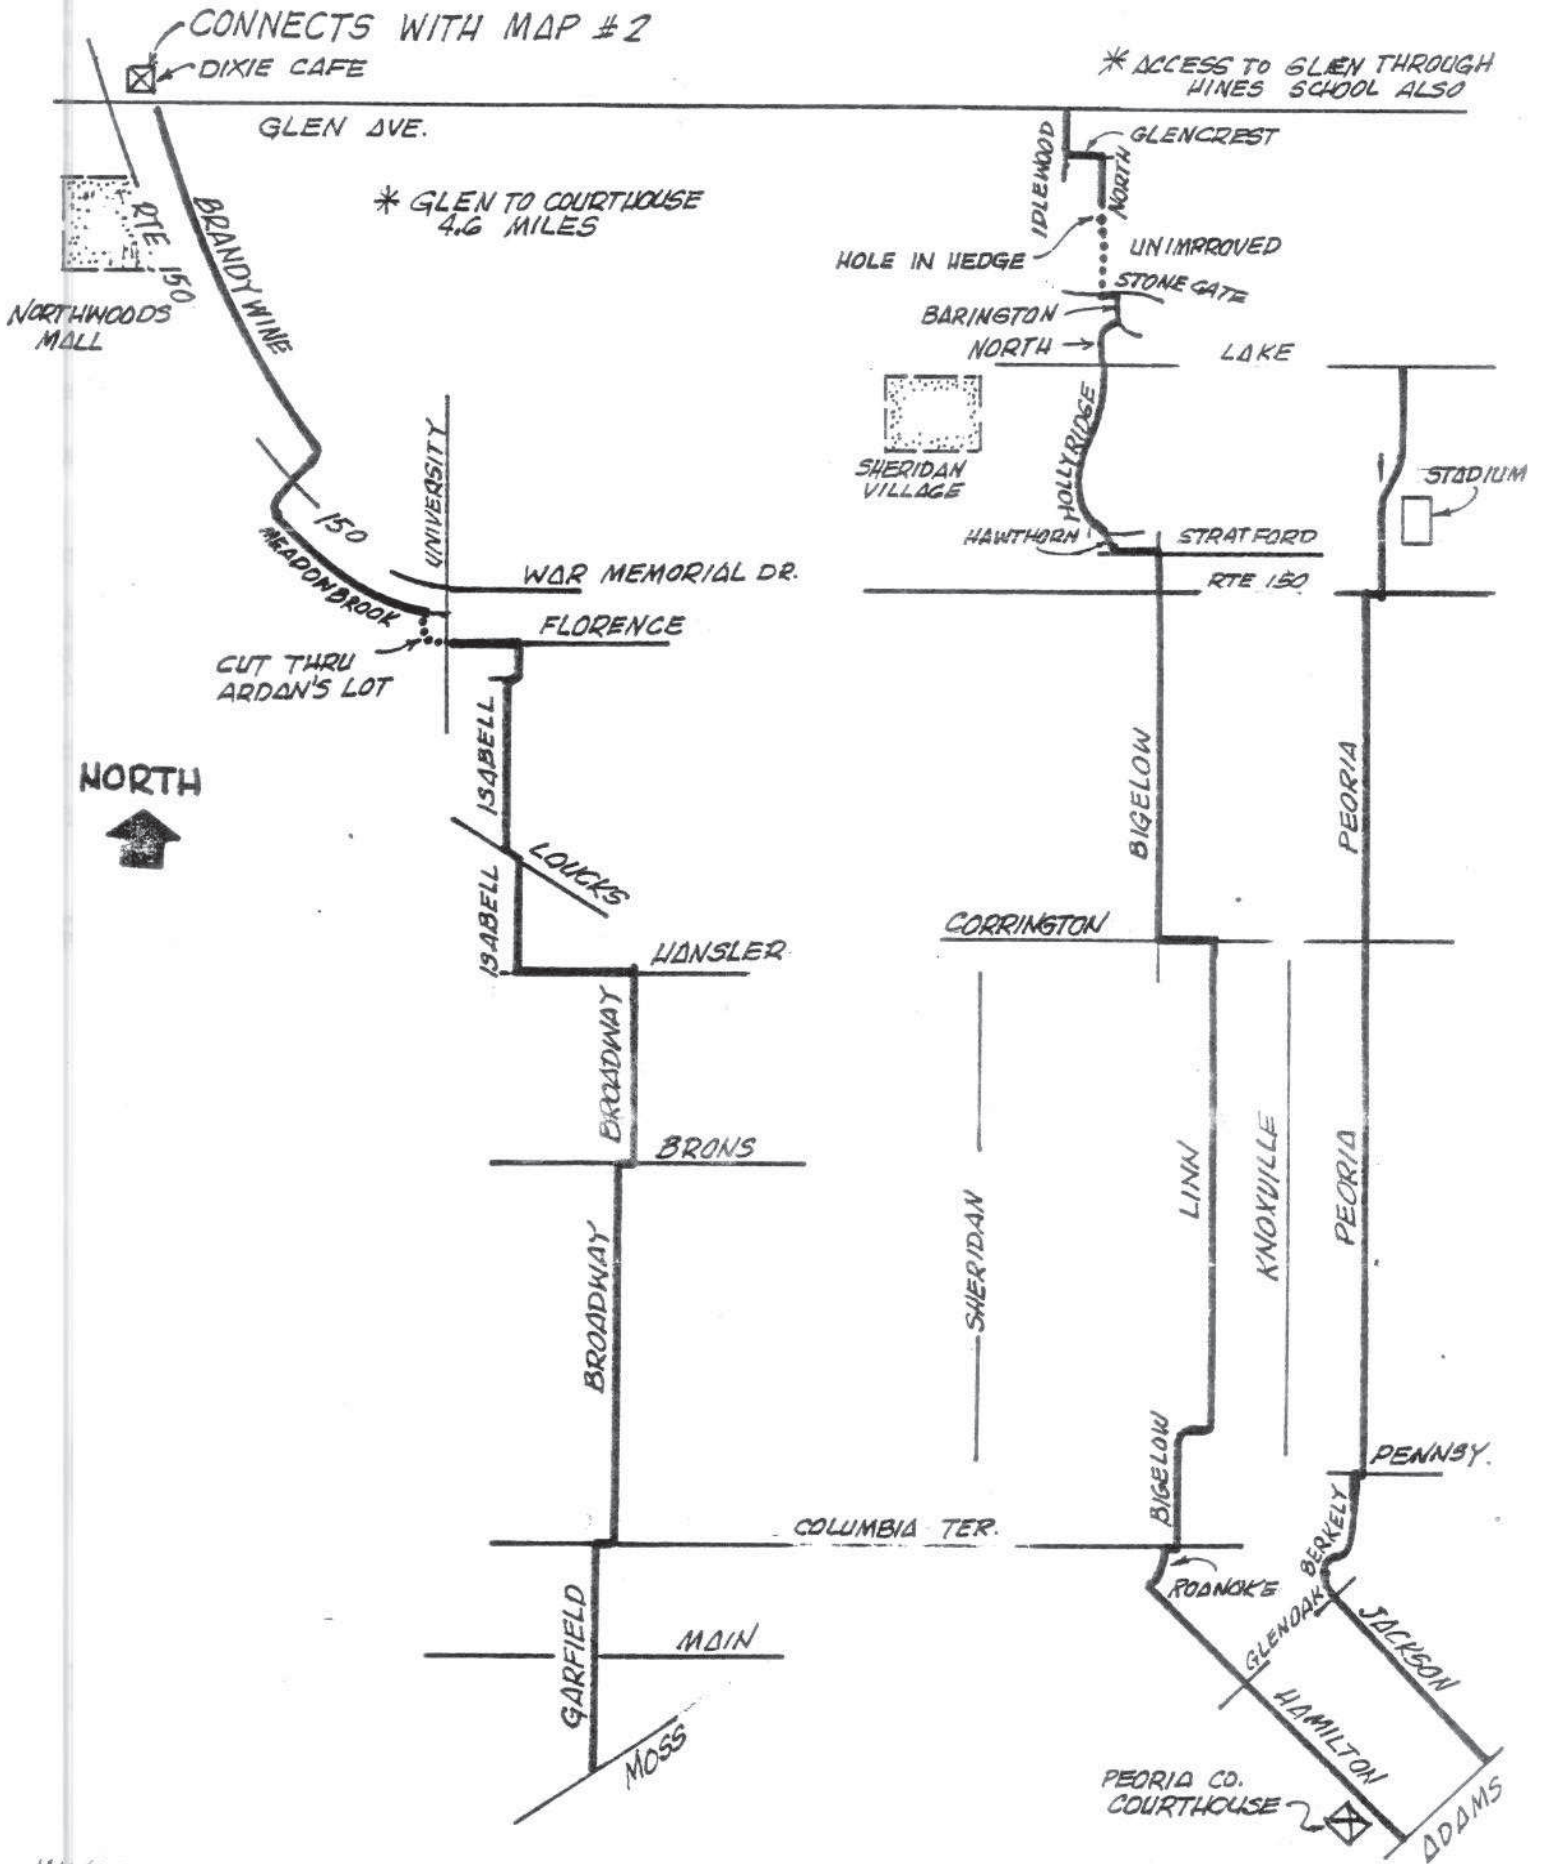 CONNECTS WITH MAP #2
DIXIE CAFE
* ACCESS TO GLEN THROUGH
HINES SCHOOL ALSO
GLEN AVE.
GLENCREST
IDLEWOOD
NORTH
* GLEN TO COURTHOUSE
4.6 MILES
RTE 150
BRANDYWINE
HOLE IN HEDGE
UNIMPROVED
STONEGATE
NORTHWOODS
MALL
BARINGTON
NORTH
LAKE
HOLLYRIDGE
UNIVERSITY
SHERIDAN
VILLAGE
STADIUM
150
HAWTHORN
STRATFORD
MEADONBROOK
WAR MEMORIAL DR.
RTE 150
FLORENCE
CUT THRU
ARDAN'S LOT
ISABELL
NORTH
BIGELOW
PEORIA
LOUCKS
ISABELL
CORRINGTON
HANSLER
BROADWAY
BRONS
LINN
KNOXVILLE
PEORIA
SHERIDAN
BROADWAY
BIGELOW
PENNSY.
COLUMBIA TER.
BERKELY
ROANOKE
GARFIELD
MAIN
GLENOAK
JACKSON
HAMILTON
MOSS
PEORIA CO.
COURTHOUSE
ADAMS